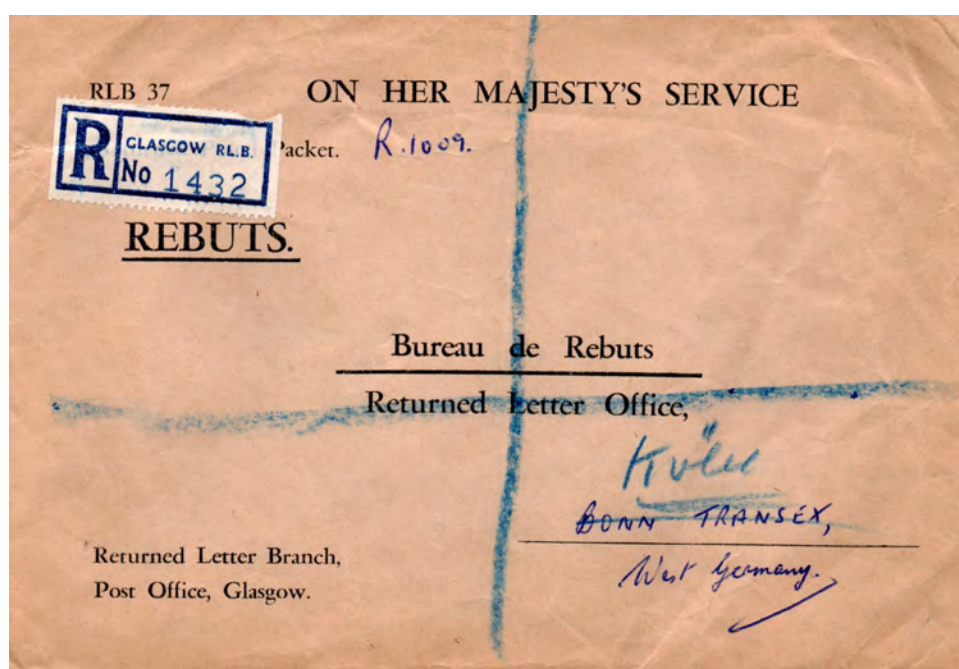 RLB 37 ON HER MAJESTY'S SERVICE
R GLASGOW RL.B. No 1432
Packet. R.1009.
REBUTS.
Bureau de Rebuts
Returned Letter Office,
Köln
BONN TRANSEX,
West Germany.
Returned Letter Branch,
Post Office, Glasgow.